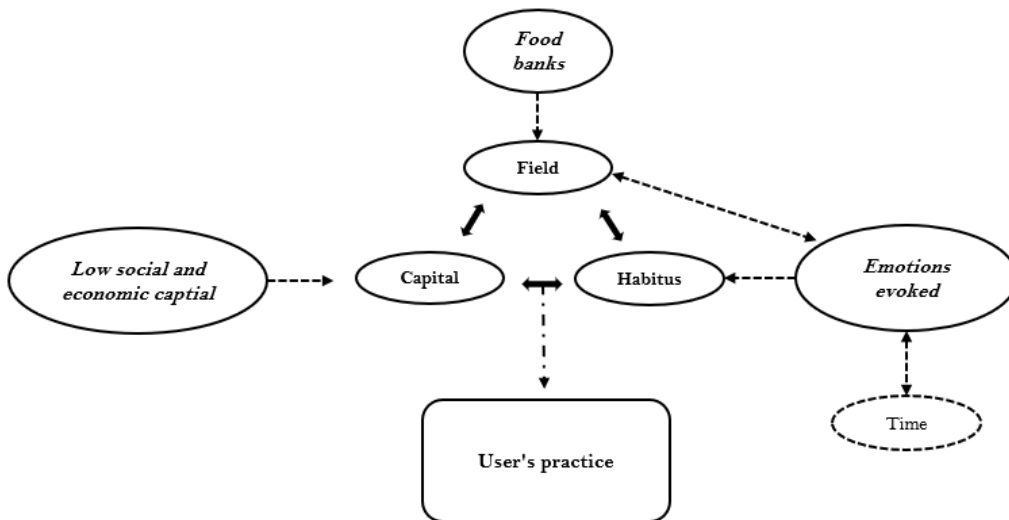 Food
banks
Field
Low social and
economic captial
Capital
Habitus
Emotions
evoked
Time
User's practice